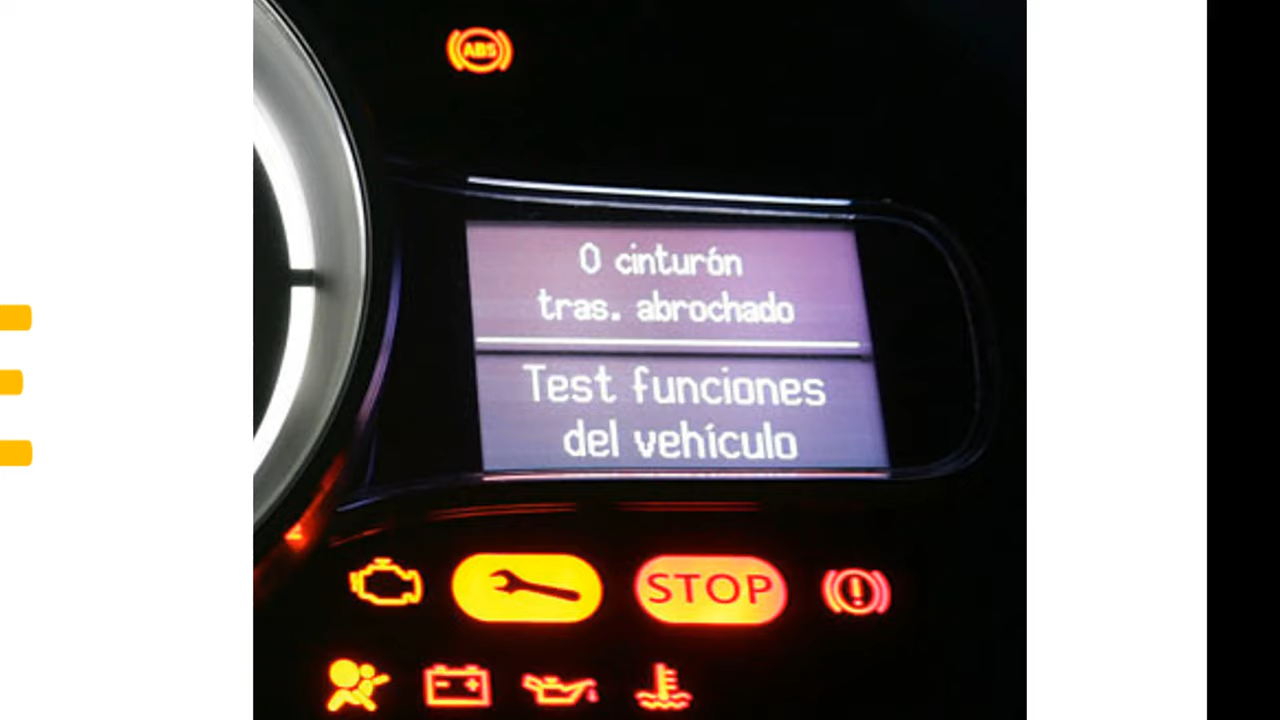 ABS
0 cinturón
tras. abrochado
Test funciones
del vehículo
STOP